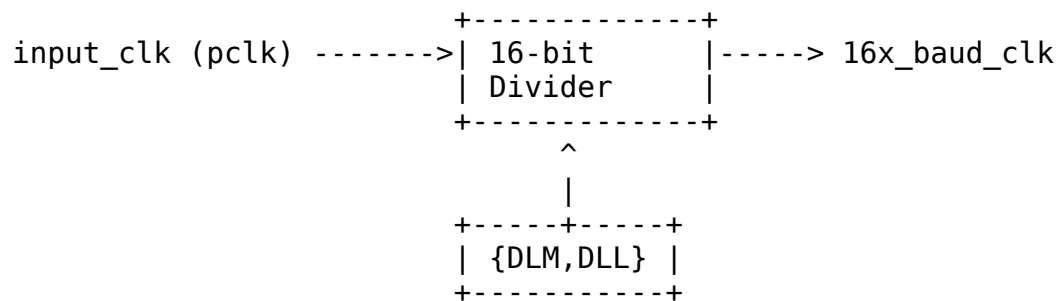 input_clk (pclk) ------->| 16-bit |-----> 16x_baud_clk
| Divider |
{DLM,DLL}